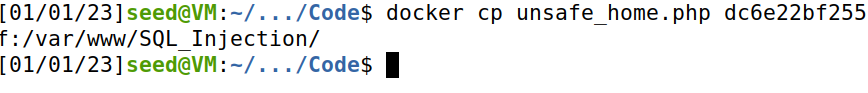 [01/01/23]seed@VM:~/.../Code$ docker cp unsafe_home.php dc6e22bf255
f:/var/www/SQL_Injection/
[01/01/23]seed@VM:~/.../Code$